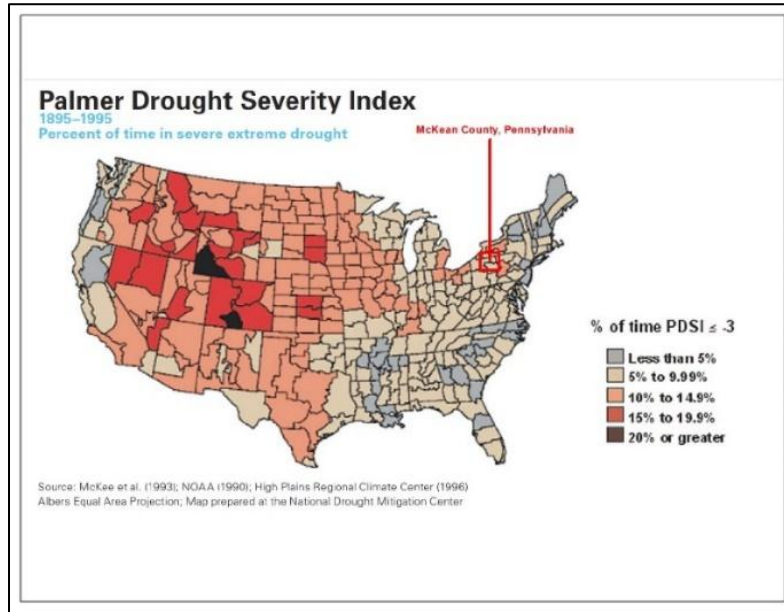 Palmer Drought Severity Index
1895–1995
Perceent of time in severe extreme drought
McKean County, Pennsylvania
% of time PDSI ≤ -3
Less than 5%
5% to 9.99%
10% to 14.9%
15% to 19.9%
20% or greater
Source: McKee et al. (1993); NOAA (1990); High Plains Regional Climate Center (1996)
Albers Equal Area Projection; Map prepared at the National Drought Mitigation Center